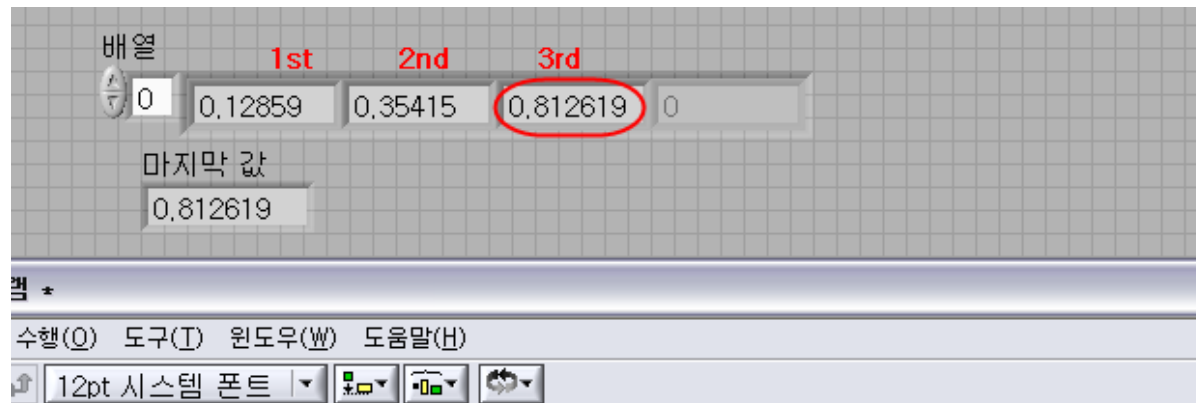 배열
1st 2nd 3rd
0 0,12859 0,35415 0,812619 0
마지막 값
0,812619
램 *
수행(O) 도구(T) 윈도우(W) 도움말(H)
12pt 시스템 폰트